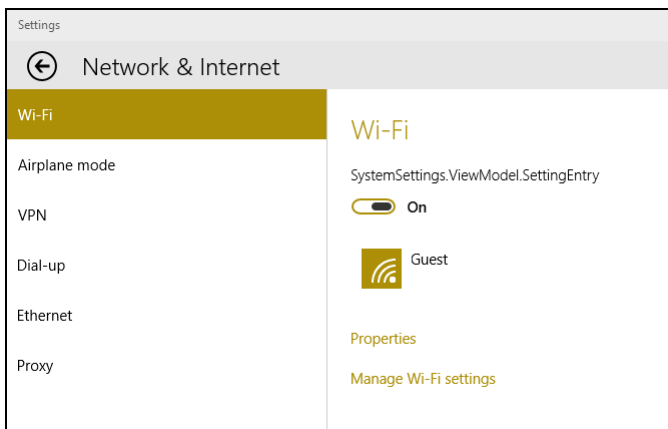 Settings
Network & Internet
Wi-Fi
Airplane mode
VPN
Dial-up
Ethernet
Proxy
Wi-Fi
SystemSettings.ViewModel.SettingEntry
On
Guest
Properties
Manage Wi-Fi settings